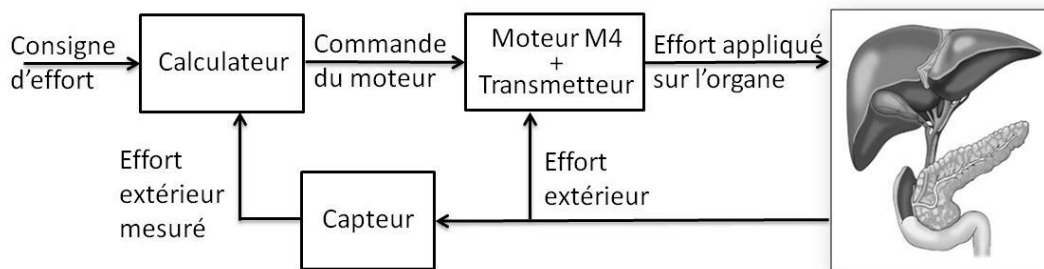 Consigne
d'effort
Calculateur
Commande
du moteur
Moteur M4
+
Transmetteur
Effort appliqué
sur l'organe
Effort
extérieur
mesuré
Capteur
Effort
extérieur